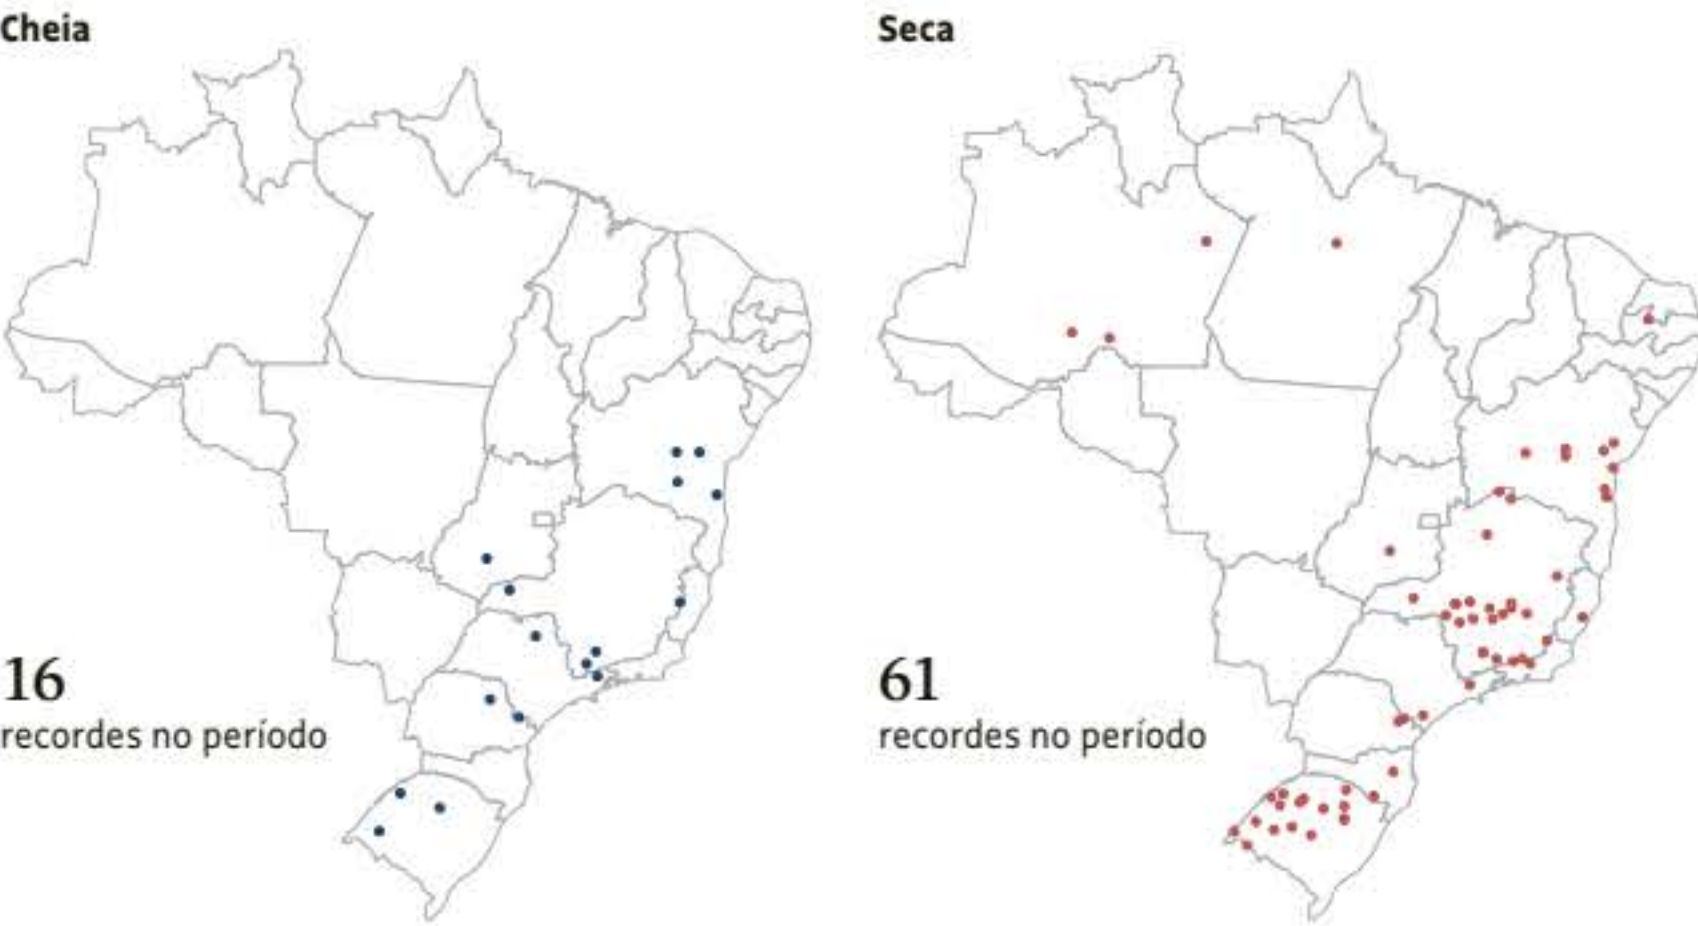 Cheia
16
recordes no período
Seca
61
recordes no período